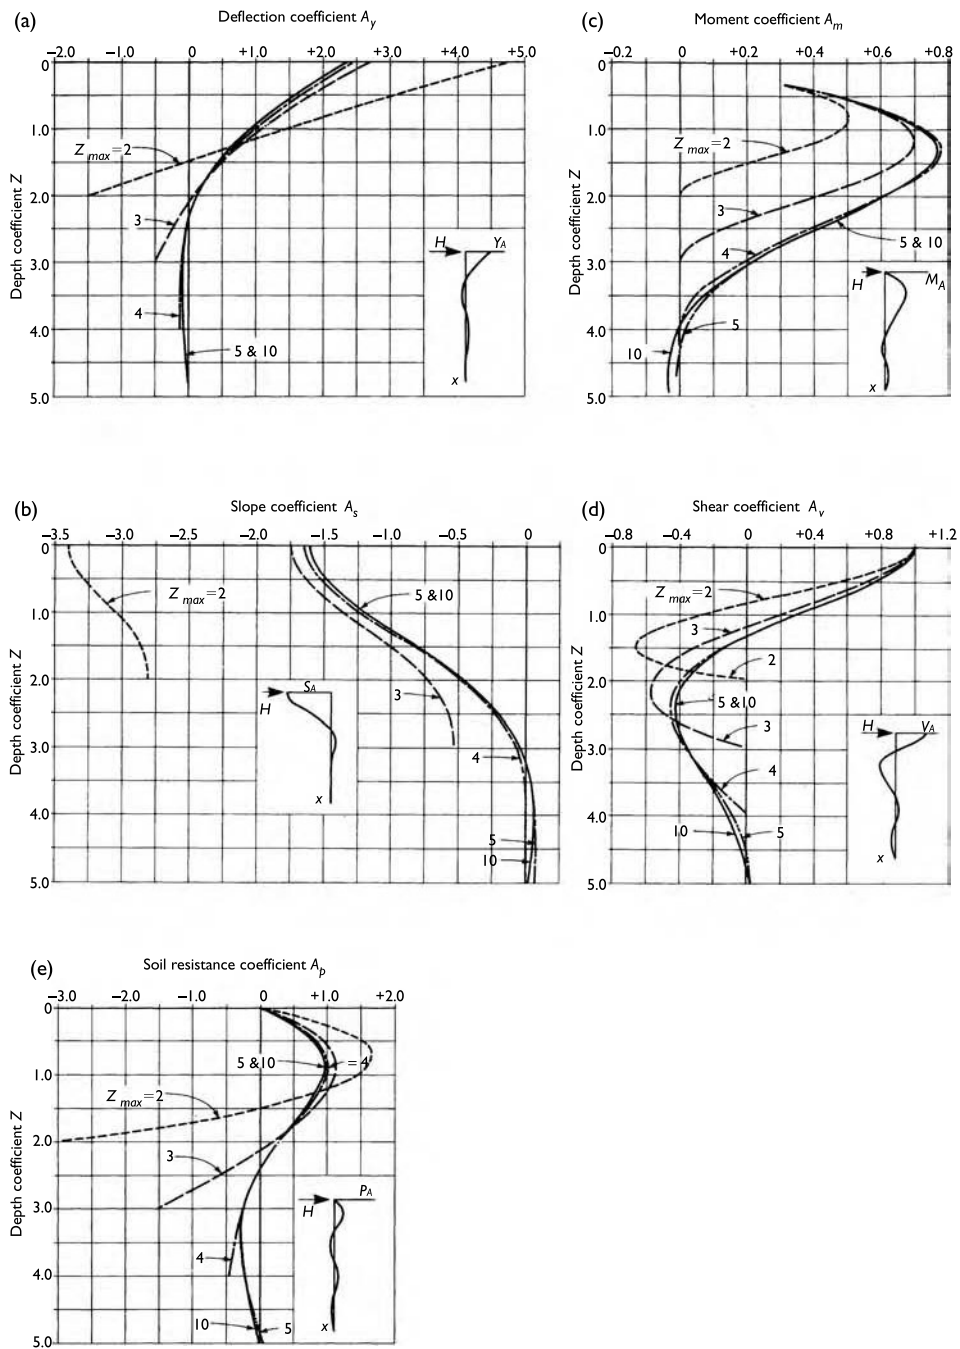 (a)
Deflection coefficient A_y
−2.0 −1.0 0 +1.0 +2.0 +3.0 +4.0 +5.0
0
1.0
2.0
3.0
4.0
5.0
Depth coefficient Z
Z_max=2
3
4
5 & 10
H
Y_A
x
(c)
Moment coefficient A_m
−0.2 0 +0.2 +0.4 +0.6 +0.8
0
1.0
2.0
3.0
4.0
5.0
Depth coefficient Z
Z_max=2
3
4
5 & 10
5
10
H
M_A
x
(b)
Slope coefficient A_s
−3.5 −3.0 −2.5 −2.0 −1.5 −1.0 −0.5 0
0
1.0
2.0
3.0
4.0
5.0
Depth coefficient Z
Z_max=2
5 &10
3
4
5
10
S_A
H
x
(d)
Shear coefficient A_v
−0.8 −0.4 0 +0.4 +0.8 +1.2
0
1.0
2.0
3.0
4.0
5.0
Depth coefficient Z
Z_max=2
3
2
5 &10
3
4
10
5
H
V_A
x
(e)
Soil resistance coefficient A_p
−3.0 −2.0 −1.0 0 +1.0 +2.0
0
1.0
2.0
3.0
4.0
5.0
Depth coefficient Z
5 &10
= 4
Z_max=2
3
4
10
5
P_A
H
x